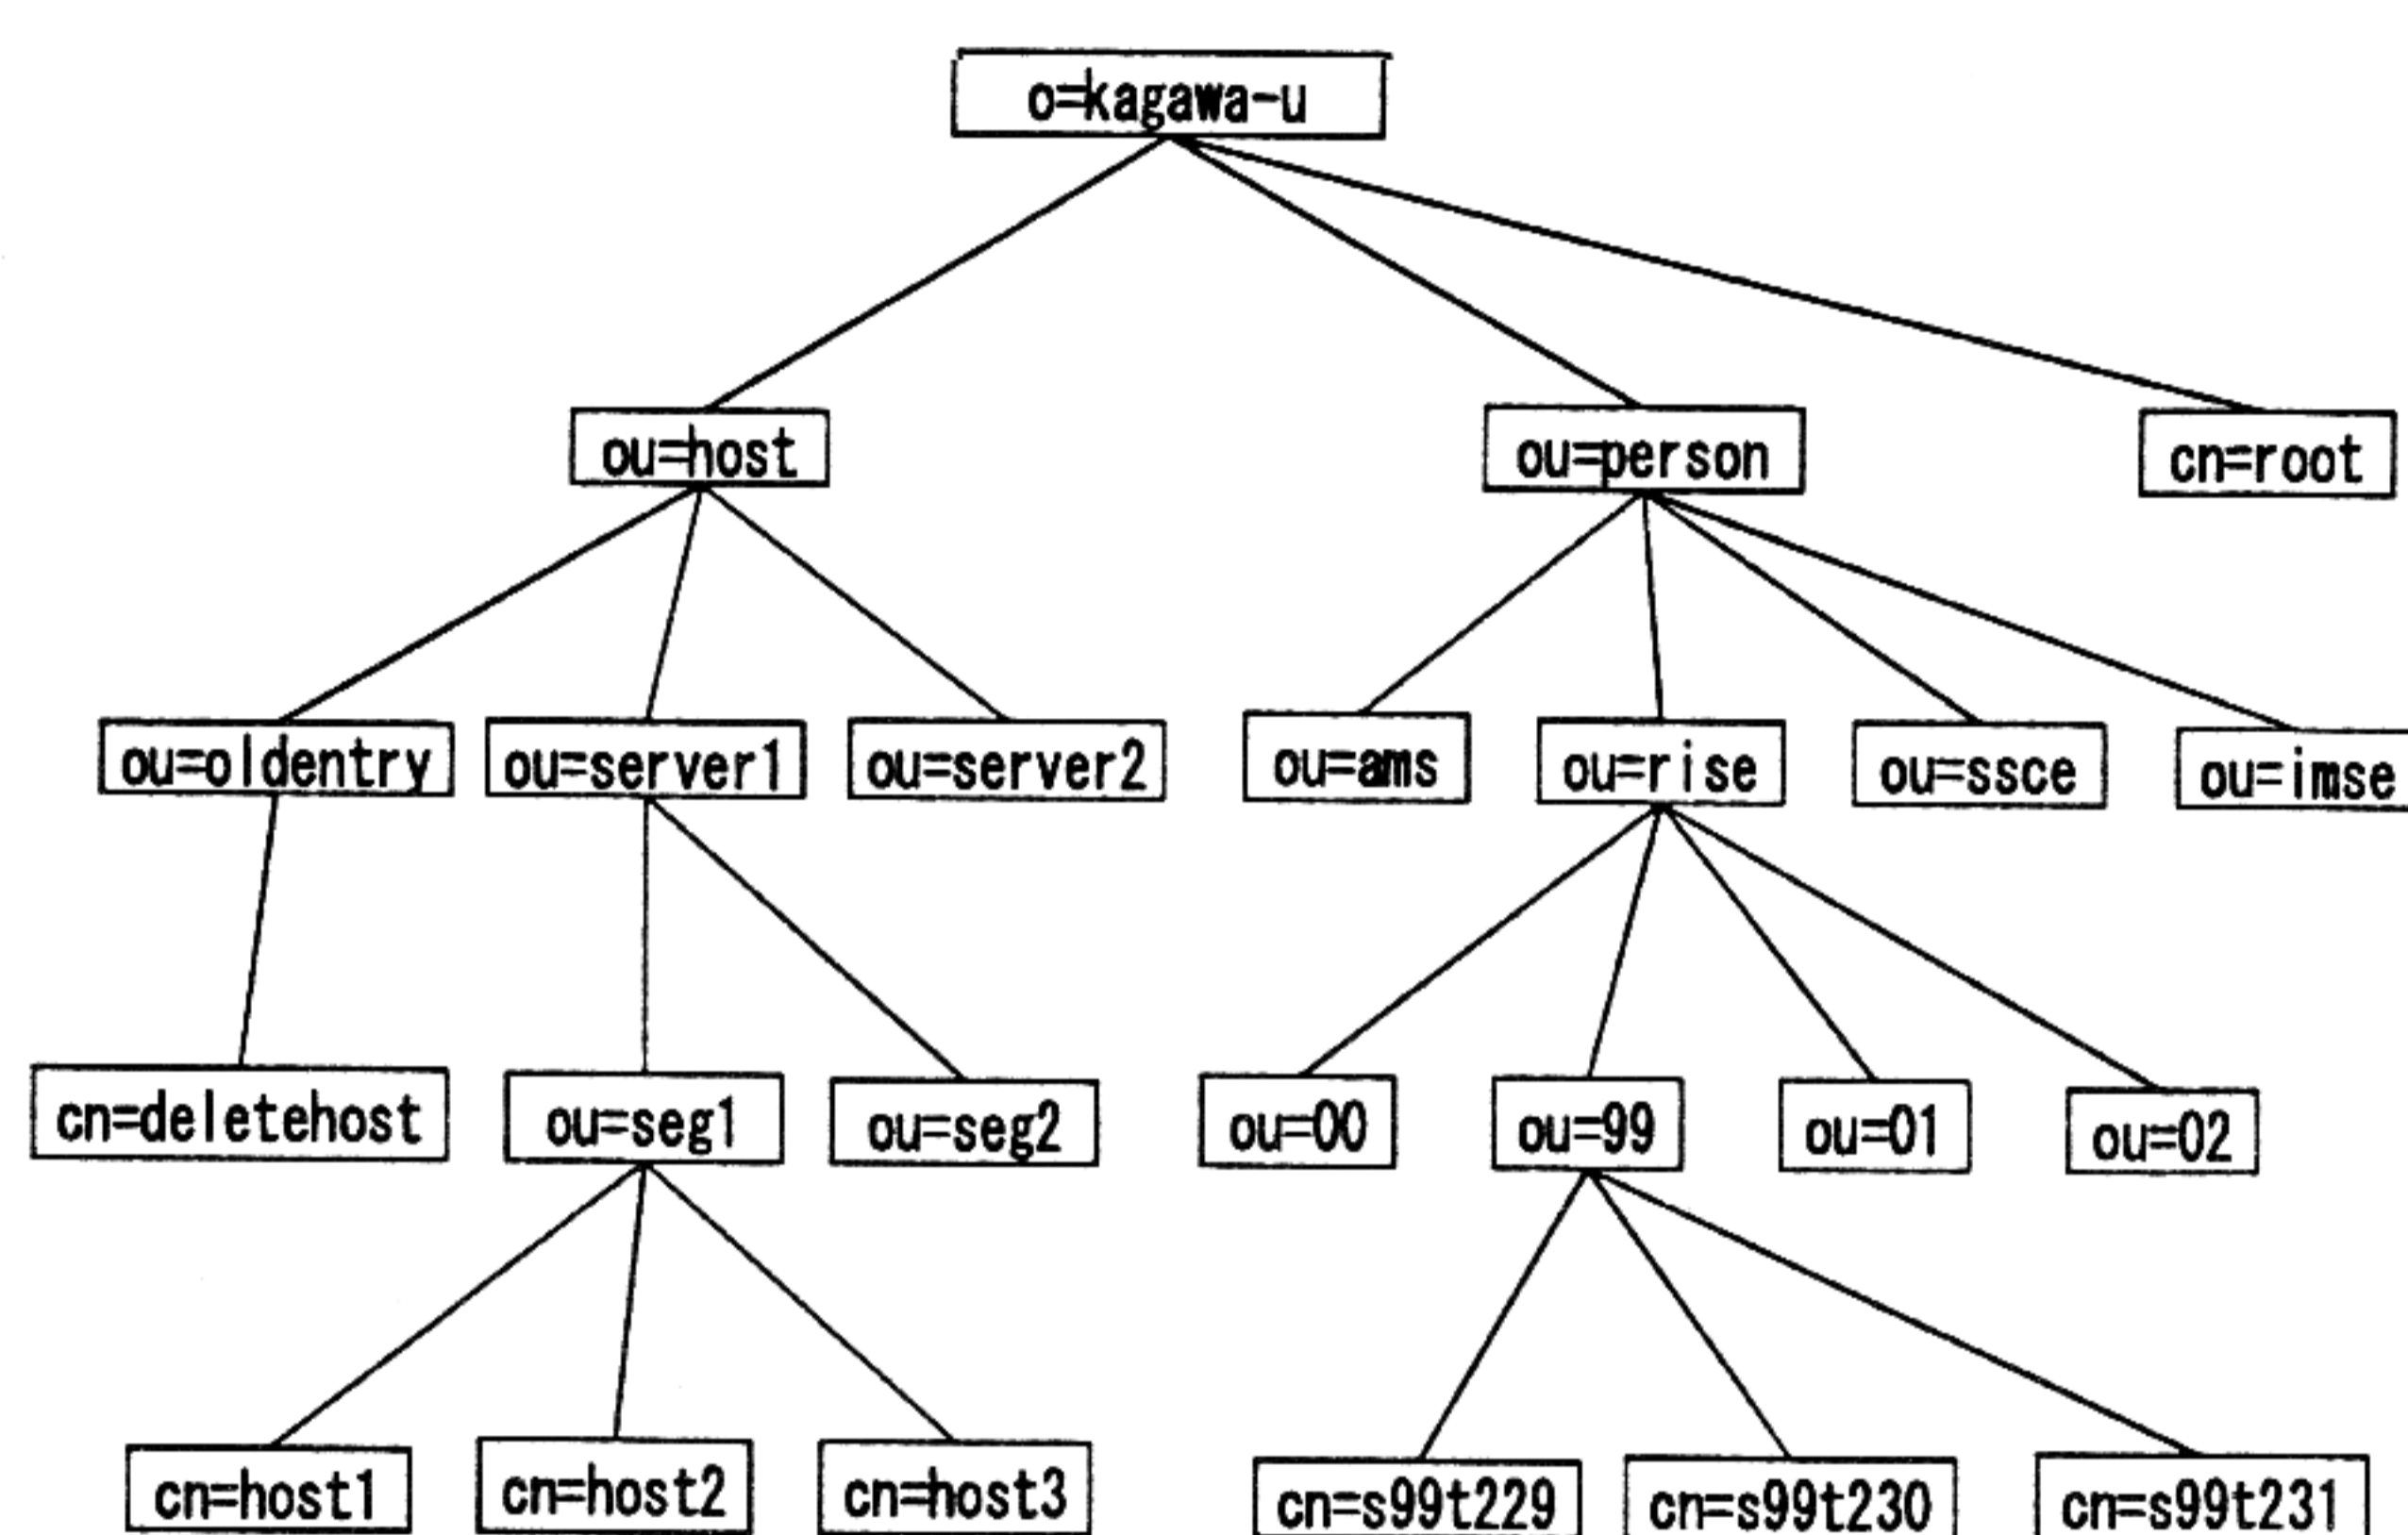 o=kagawa-u
ou=host
ou=person
cn=root
ou=oldentry
ou=server1
ou=server2
ou=ams
ou=rise
ou=ssce
ou=imse
cn=deletehost
ou=seg1
ou=seg2
ou=00
ou=99
ou=01
ou=02
cn=host1
cn=host2
cn=host3
cn=s99t229
cn=s99t230
cn=s99t231